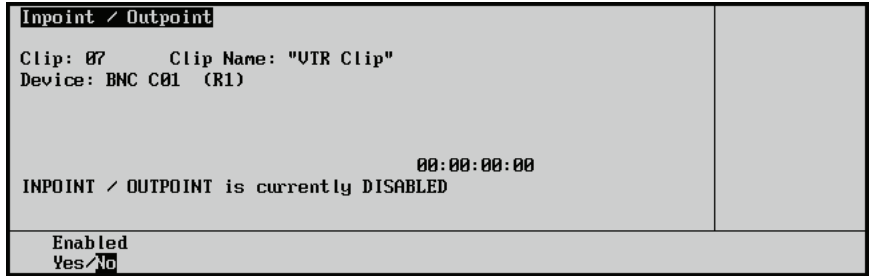 Inpoint / Outpoint
Clip: 07 Clip Name: "VTR Clip"
Device: BNC C01 (R1)
00:00:00:00
INPOINT / OUTPOINT is currently DISABLED
Enabled
Yes/No